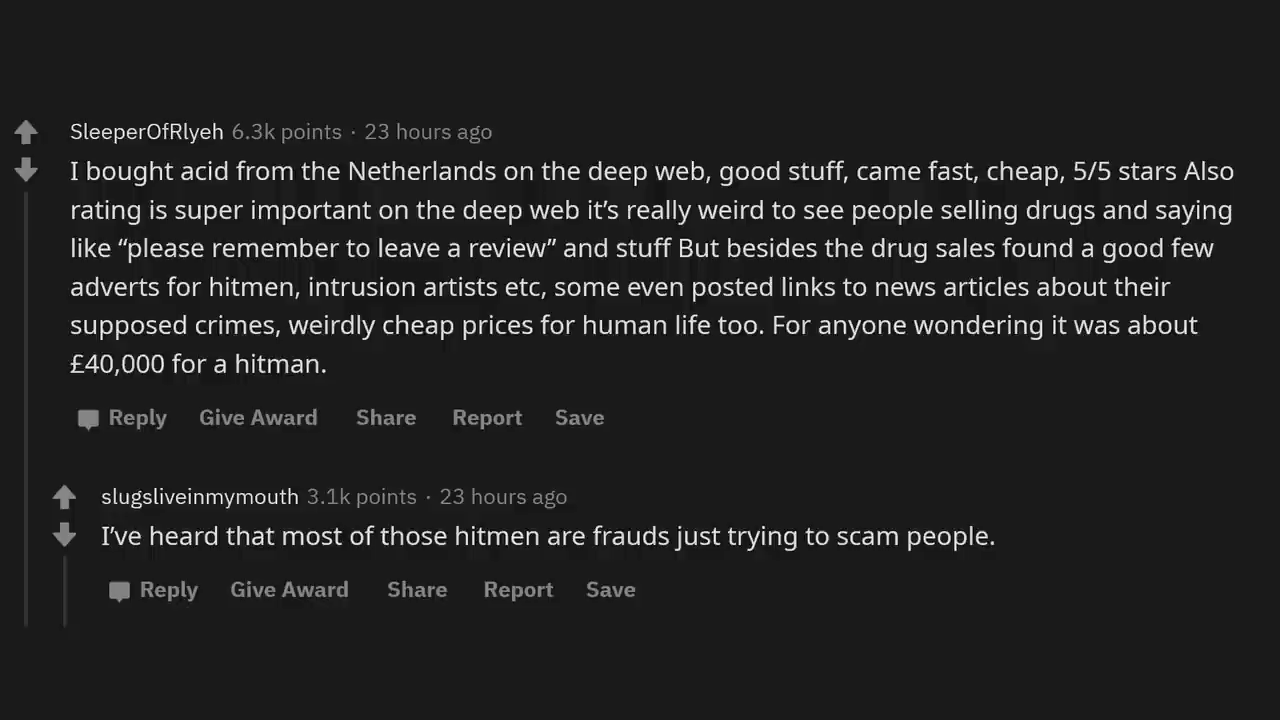 SleeperOfRlyeh 6.3k points · 23 hours ago
I bought acid from the Netherlands on the deep web, good stuff, came fast, cheap, 5/5 stars Also
rating is super important on the deep web it’s really weird to see people selling drugs and saying
like “please remember to leave a review” and stuff But besides the drug sales found a good few
adverts for hitmen, intrusion artists etc, some even posted links to news articles about their
supposed crimes, weirdly cheap prices for human life too. For anyone wondering it was about
£40,000 for a hitman.
Reply Give Award Share Report Save
slugsliveinmymouth 3.1k points · 23 hours ago
I’ve heard that most of those hitmen are frauds just trying to scam people.
Reply Give Award Share Report Save